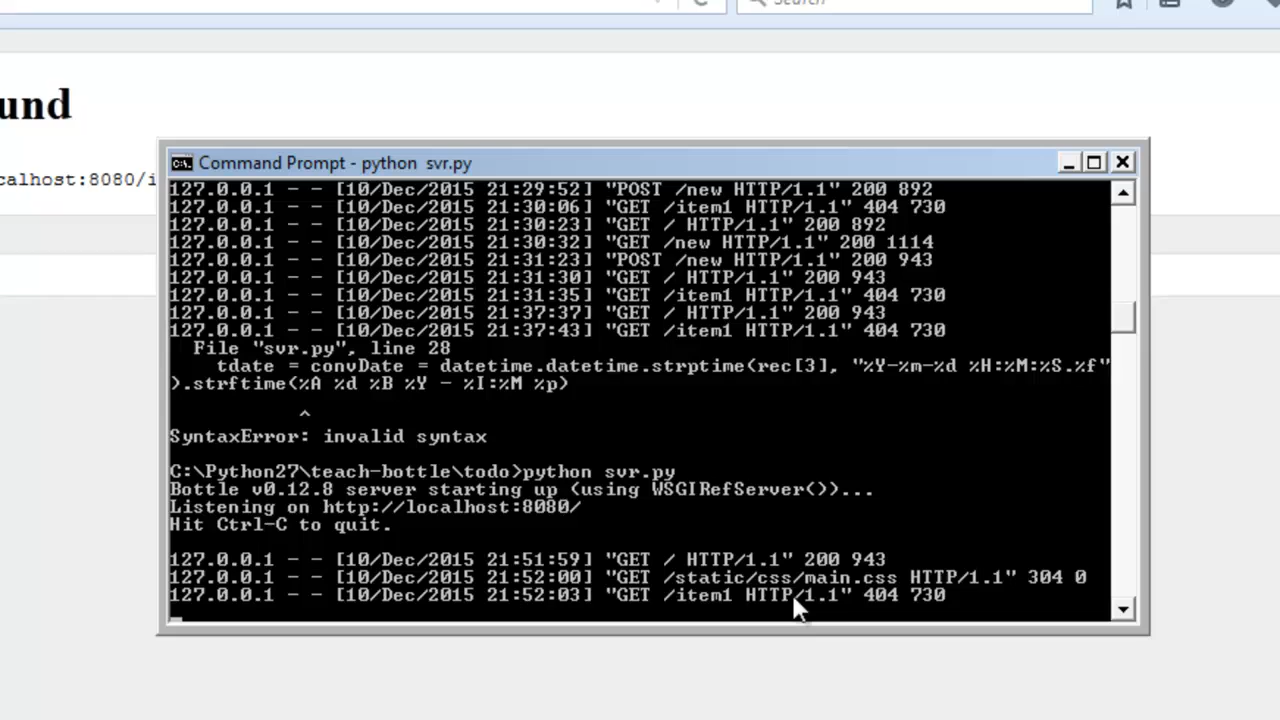 Search
und
calhost:8080/i
Command Prompt - python  svr.py
127.0.0.1 - - [10/Dec/2015 21:29:52] "POST /new HTTP/1.1" 200 892
127.0.0.1 - - [10/Dec/2015 21:30:06] "GET /item1 HTTP/1.1" 404 730
127.0.0.1 - - [10/Dec/2015 21:30:23] "GET / HTTP/1.1" 200 892
127.0.0.1 - - [10/Dec/2015 21:30:32] "GET /new HTTP/1.1" 200 1114
127.0.0.1 - - [10/Dec/2015 21:31:23] "POST /new HTTP/1.1" 200 943
127.0.0.1 - - [10/Dec/2015 21:31:30] "GET / HTTP/1.1" 200 943
127.0.0.1 - - [10/Dec/2015 21:31:35] "GET /item1 HTTP/1.1" 404 730
127.0.0.1 - - [10/Dec/2015 21:37:37] "GET / HTTP/1.1" 200 943
127.0.0.1 - - [10/Dec/2015 21:37:43] "GET /item1 HTTP/1.1" 404 730
  File "svr.py", line 28
    tdate = convDate = datetime.datetime.strptime(rec[3], "%Y-%m-%d %H:%M:%S.%f"
).strftime(%A %d %B %Y - %I:%M %p)
^
SyntaxError: invalid syntax
C:\Python27\teach-bottle\todo>python svr.py
Bottle v0.12.8 server starting up (using WSGIRefServer())...
Listening on http://localhost:8080/
Hit Ctrl-C to quit.
127.0.0.1 - - [10/Dec/2015 21:51:59] "GET / HTTP/1.1" 200 943
127.0.0.1 - - [10/Dec/2015 21:52:00] "GET /static/css/main.css HTTP/1.1" 304 0
127.0.0.1 - - [10/Dec/2015 21:52:03] "GET /item1 HTTP/1.1" 404 730